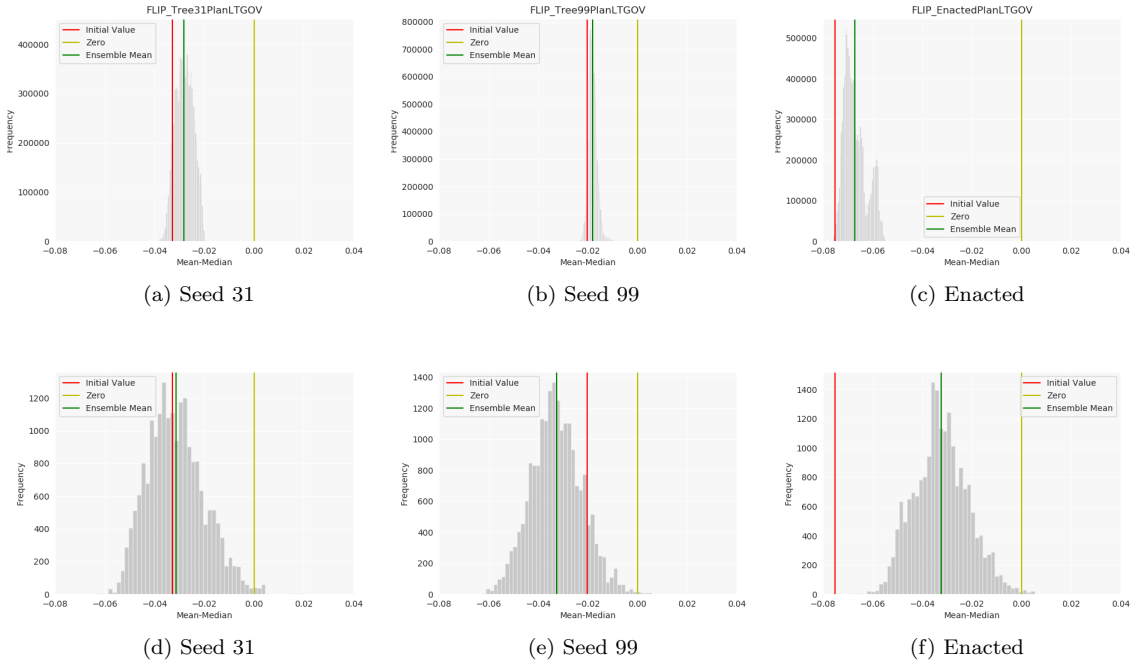 FLIP_Tree31PlanLTGOV
Initial Value
Zero
Ensemble Mean
Frequency
400000
300000
200000
100000
0
−0.08 −0.06 −0.04 −0.02 0.00 0.02 0.04
Mean-Median
(a) Seed 31
FLIP_Tree99PlanLTGOV
Initial Value
Zero
Ensemble Mean
Frequency
800000
700000
600000
500000
400000
300000
200000
100000
0
−0.08 −0.06 −0.04 −0.02 0.00 0.02 0.04
Mean-Median
(b) Seed 99
FLIP_EnactedPlanLTGOV
Frequency
500000
400000
300000
200000
100000
0
Initial Value
Zero
Ensemble Mean
−0.08 −0.06 −0.04 −0.02 0.00 0.02 0.04
Mean-Median
(c) Enacted
Initial Value
Zero
Ensemble Mean
Frequency
1200
1000
800
600
400
200
0
−0.08 −0.06 −0.04 −0.02 0.00 0.02 0.04
Mean-Median
(d) Seed 31
Initial Value
Zero
Ensemble Mean
Frequency
1400
1200
1000
800
600
400
200
0
−0.08 −0.06 −0.04 −0.02 0.00 0.02 0.04
Mean-Median
(e) Seed 99
Initial Value
Zero
Ensemble Mean
Frequency
1400
1200
1000
800
600
400
200
0
−0.08 −0.06 −0.04 −0.02 0.00 0.02 0.04
Mean-Median
(f) Enacted